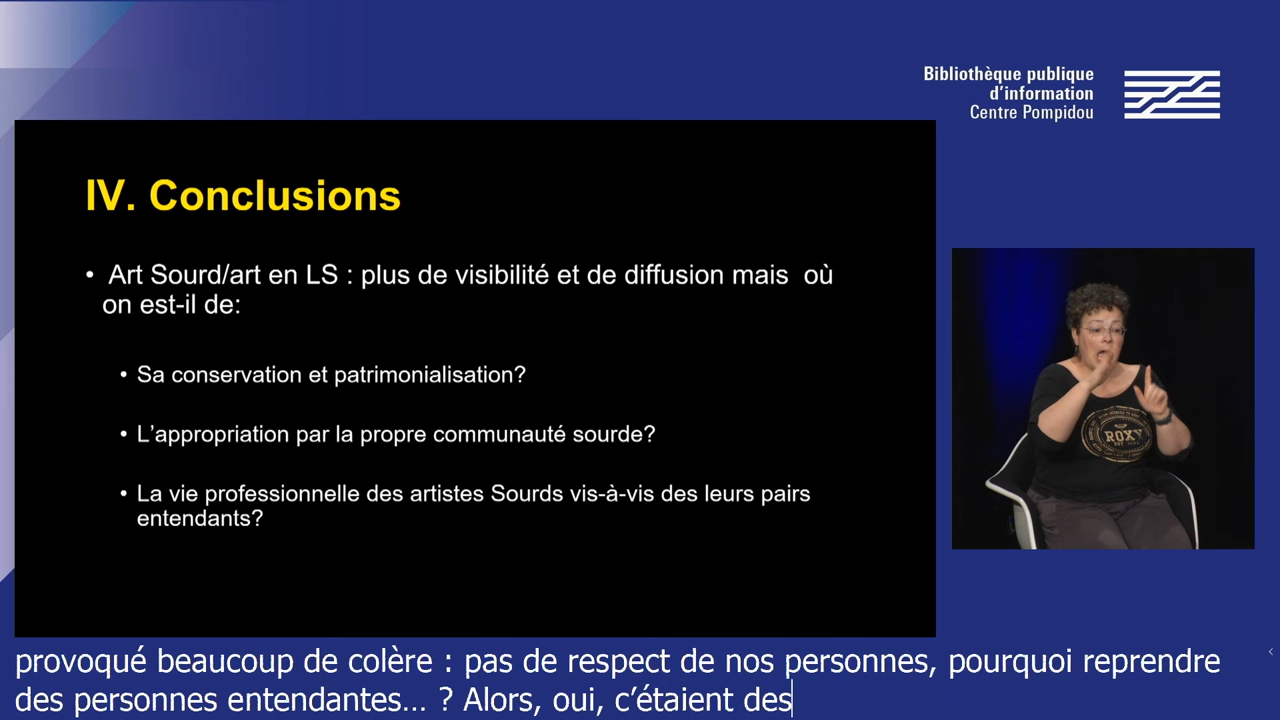 Bibliothèque publique
d'information
Centre Pompidou
IV. Conclusions
• Art Sourd/art en LS : plus de visibilité et de diffusion mais où
on est-il de:
• Sa conservation et patrimonialisation?
• L'appropriation par la propre communauté sourde?
• La vie professionnelle des artistes Sourds vis-à-vis des leurs pairs
entendants?
ROXY
provoqué beaucoup de colère : pas de respect de nos personnes, pourquoi reprendre
des personnes entendantes... ? Alors, oui, c'étaient des